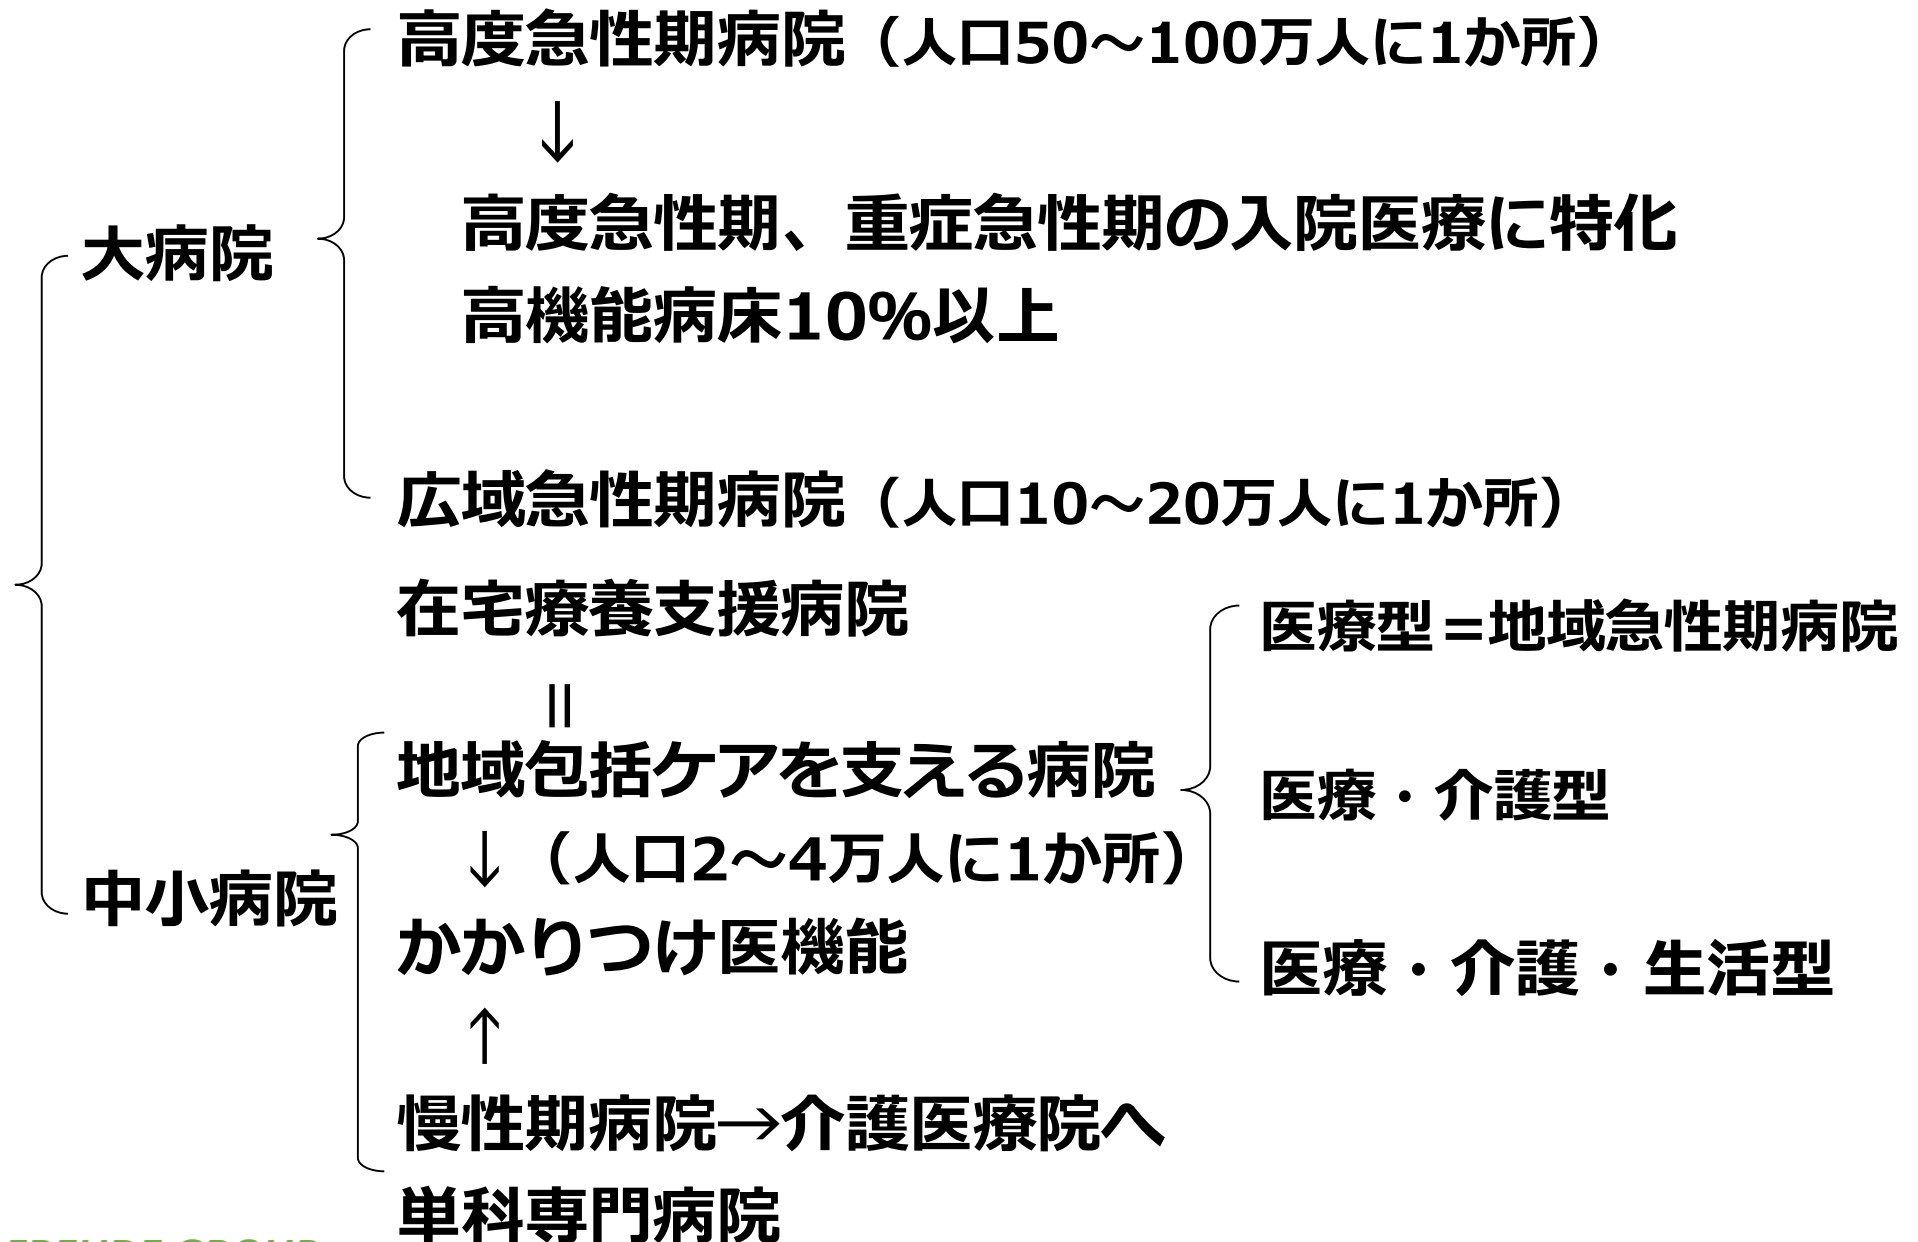 高度急性期病院（人口50～100万人に1か所）
↓
高度急性期、重症急性期の入院医療に特化
大病院
高機能病床10%以上
広域急性期病院（人口10～20万人に1か所）
在宅療養支援病院
医療型＝地域急性期病院
＝
地域包括ケアを支える病院
医療・介護型
↓（人口2～4万人に1か所）
中小病院
かかりつけ医機能
医療・介護・生活型
↑
慢性期病院→介護医療院へ
単科専門病院